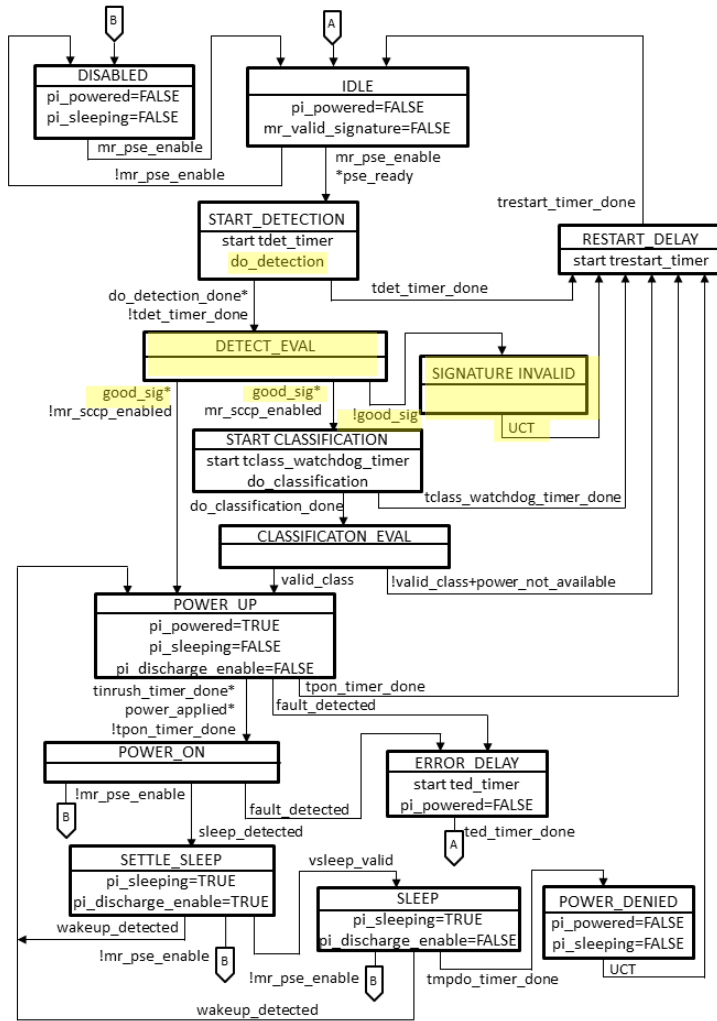 B
A
DISABLED
pi_powered=FALSE
pi_sleeping=FALSE
IDLE
pi_powered=FALSE
mr_valid_signature=FALSE
mr_pse_enable
!mr_pse_enable
mr_pse_enable
*pse_ready
trestart_timer_done
START_DETECTION
start tdet_timer
do_detection
RESTART_DELAY
start trestart_timer
do_detection_done*
!tdet_timer_done
tdet_timer_done
DETECT_EVAL
SIGNATURE INVALID
good_sig*
!mr_sccp_enabled
good_sig*
mr_sccp_enabled
!good_sig
UCT
START CLASSIFICATION
start tclass_watchdog_timer
do_classification
do_classification_done
tclass_watchdog_timer_done
CLASSIFICATON_EVAL
valid_class
!valid_class+power_not_available
POWER_UP
pi_powered=TRUE
pi_sleeping=FALSE
pi_discharge_enable=FALSE
tinrush_timer_done*
power_applied*
!tpon_timer_done
tpon_timer_done
fault_detected
POWER_ON
ERROR_DELAY
start ted_timer
pi_powered=FALSE
!mr_pse_enable
fault_detected
B
sleep_detected
ted_timer_done
A
SETTLE_SLEEP
pi_sleeping=TRUE
pi_discharge_enable=TRUE
vsleep_valid
SLEEP
pi_sleeping=TRUE
pi_discharge_enable=FALSE
POWER_DENIED
pi_powered=FALSE
pi_sleeping=FALSE
wakeup_detected
!mr_pse_enable
B
!mr_pse_enable
B
tmpdo_timer_done
UCT
wakeup_detected